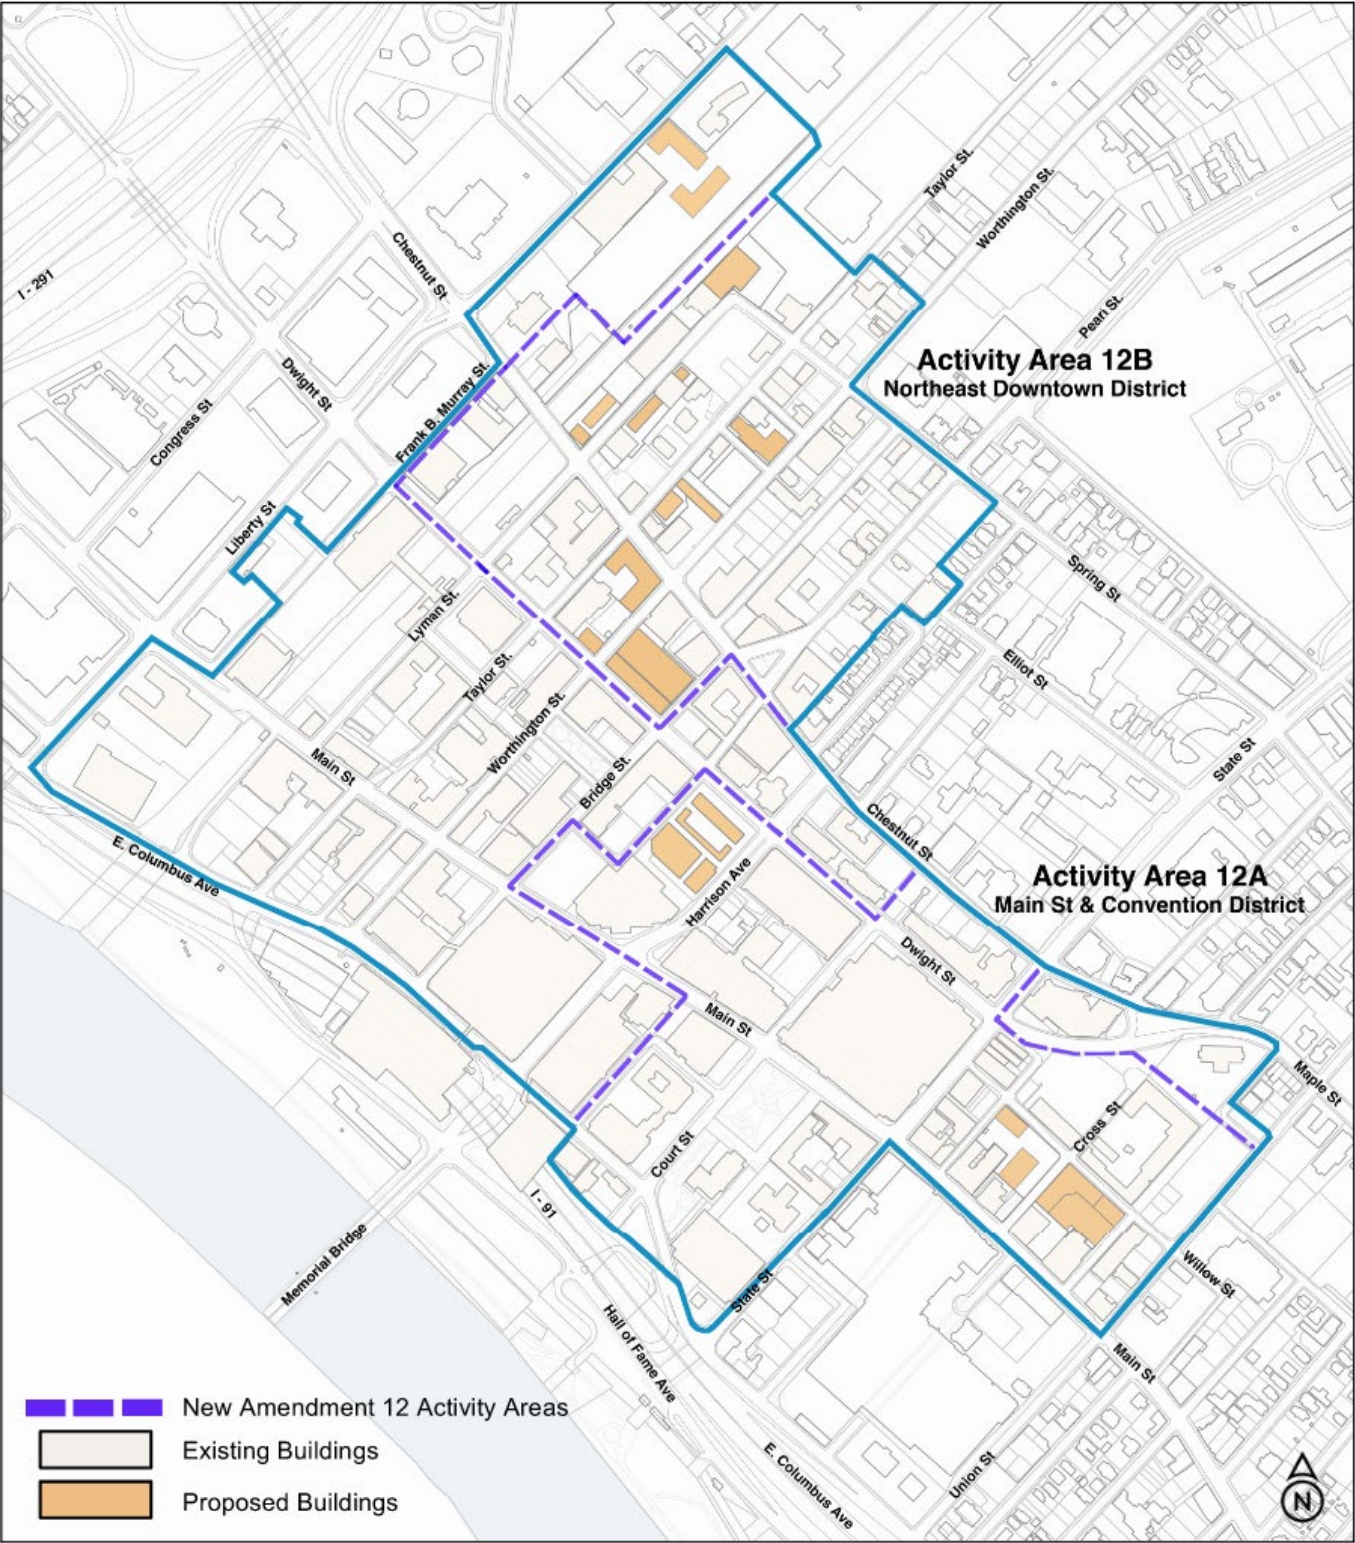 Taylor St.
Worthington St.
Chestnut St
I - 291
Pearl St.
Activity Area 12B
Northeast Downtown District
Dwight St
Frank B. Murray St.
Congress St
Liberty St
Spring St
Lyman St.
Elliot St
Taylor St.
Worthington St.
Main St
State St
Bridge St.
Chestnut St
E. Columbus Ave
Activity Area 12A
Main St & Convention District
Harrison Ave
Dwight St
Main St
Maple St
Cross St
Court St
I - 91
Memorial Bridge
State St
Willow St
Hall of Fame Ave
Main St
Union St
E. Columbus Ave
New Amendment 12 Activity Areas
Existing Buildings
Proposed Buildings
N